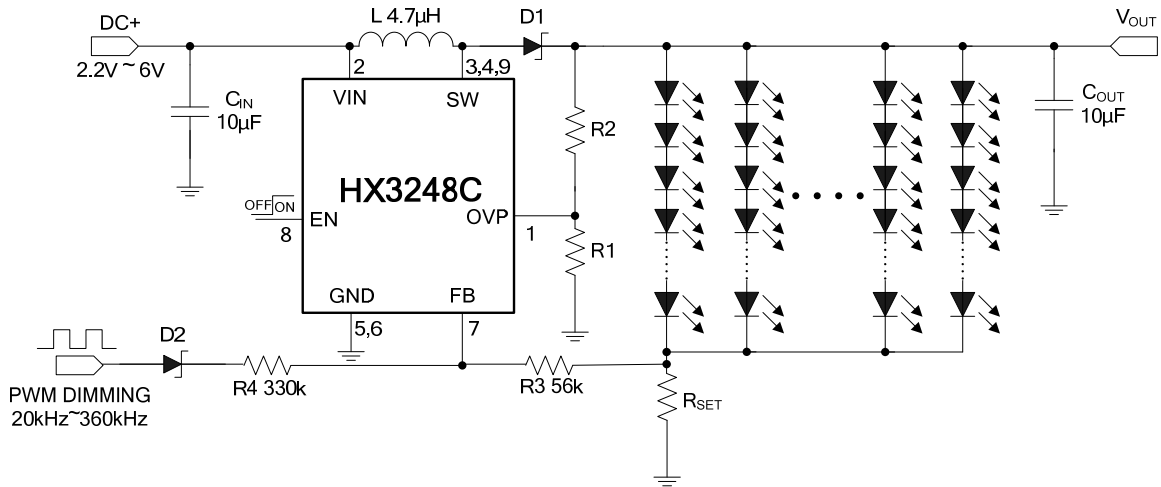 DC+
L 4.7μH
D1
VOUT
2.2V ~ 6V
2
3,4,9
VIN
SW
CIN
10μF
R2
COUT
10μF
HX3248C
OFF
ON
EN
8
OVP
1
R1
GND
FB
5,6
7
D2
R4 330k
R3 56k
PWM DIMMING
20kHz~360kHz
RSET